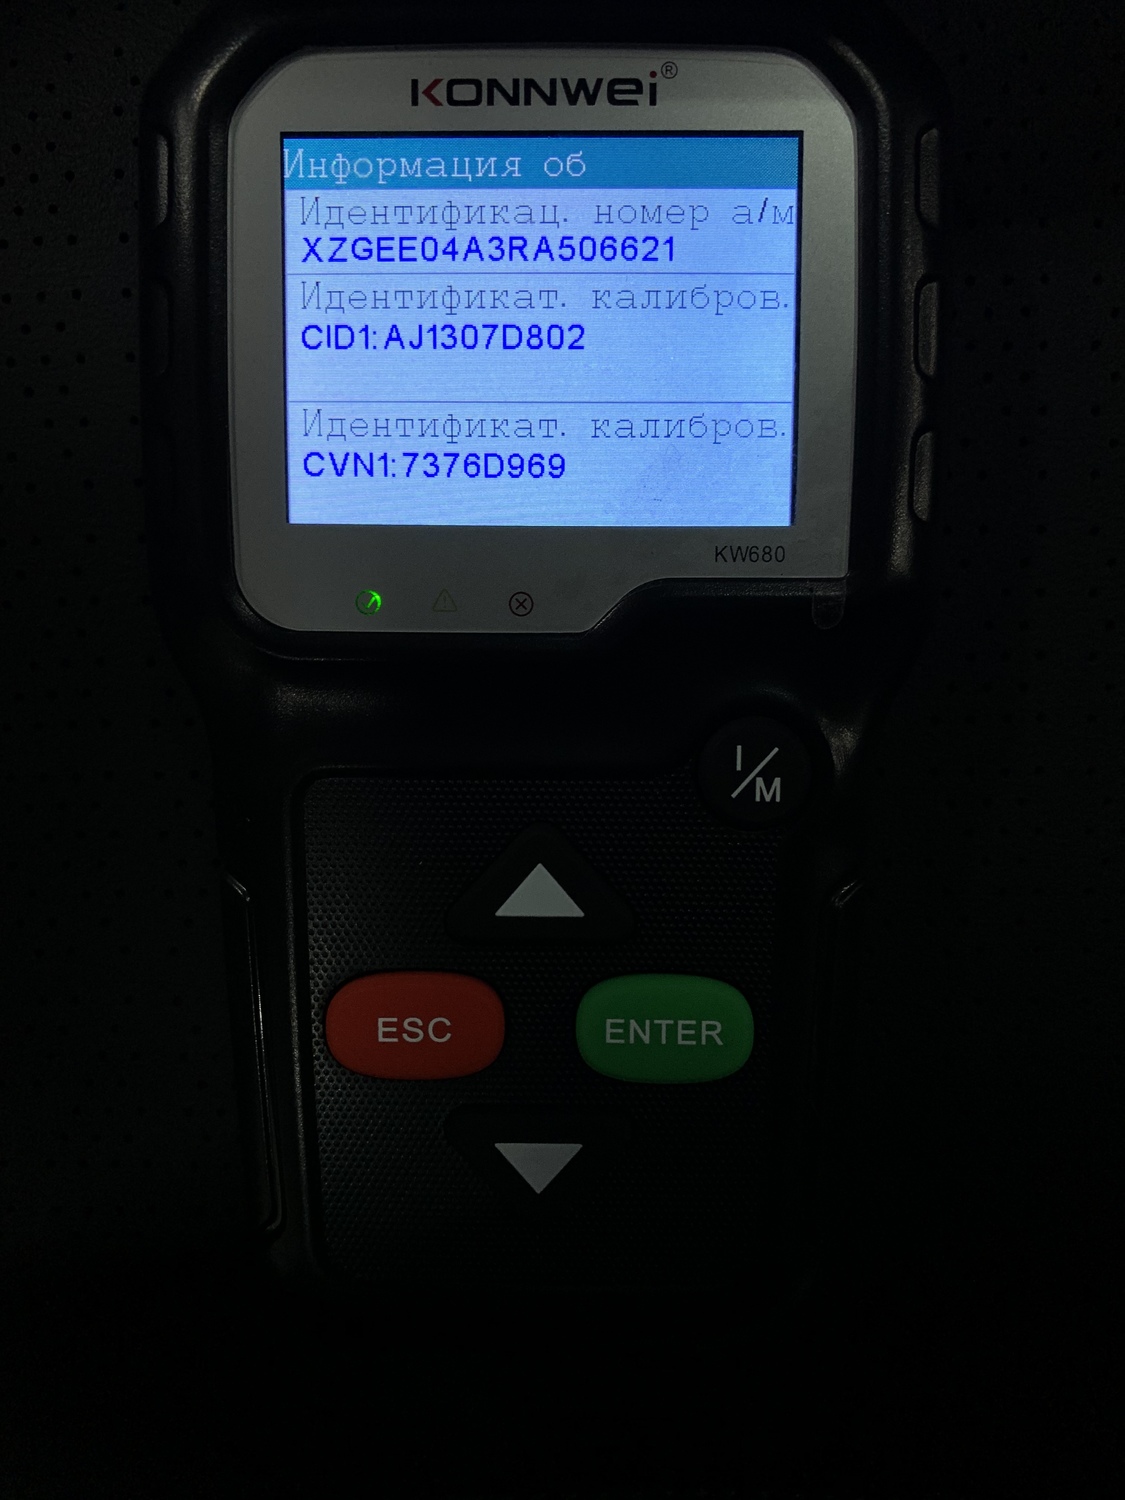 KONNWEI®
Информация об
Идентификац. номер а/м
XZGEE04A3RA506621
Идентификат. калибров.
CID1:AJ1307D802
Идентификат. калибров.
CVN1:7376D969
KW680
I/M
ESC
ENTER